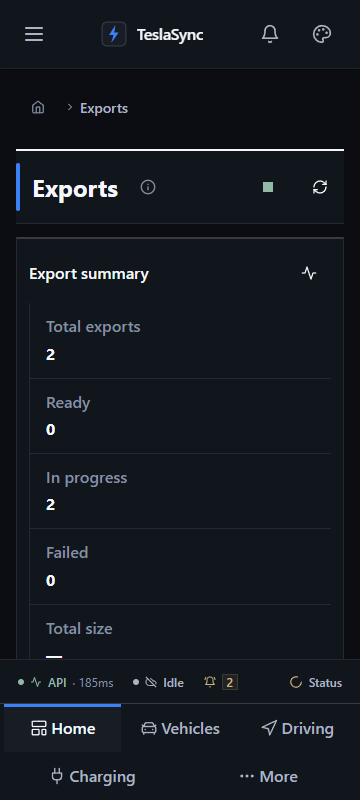 TeslaSync
Exports
Exports
Export summary
Total exports
2
Ready
0
In progress
2
Failed
0
Total size
—
API · 185ms Idle 2 Status
Home Vehicles Driving
Charging More